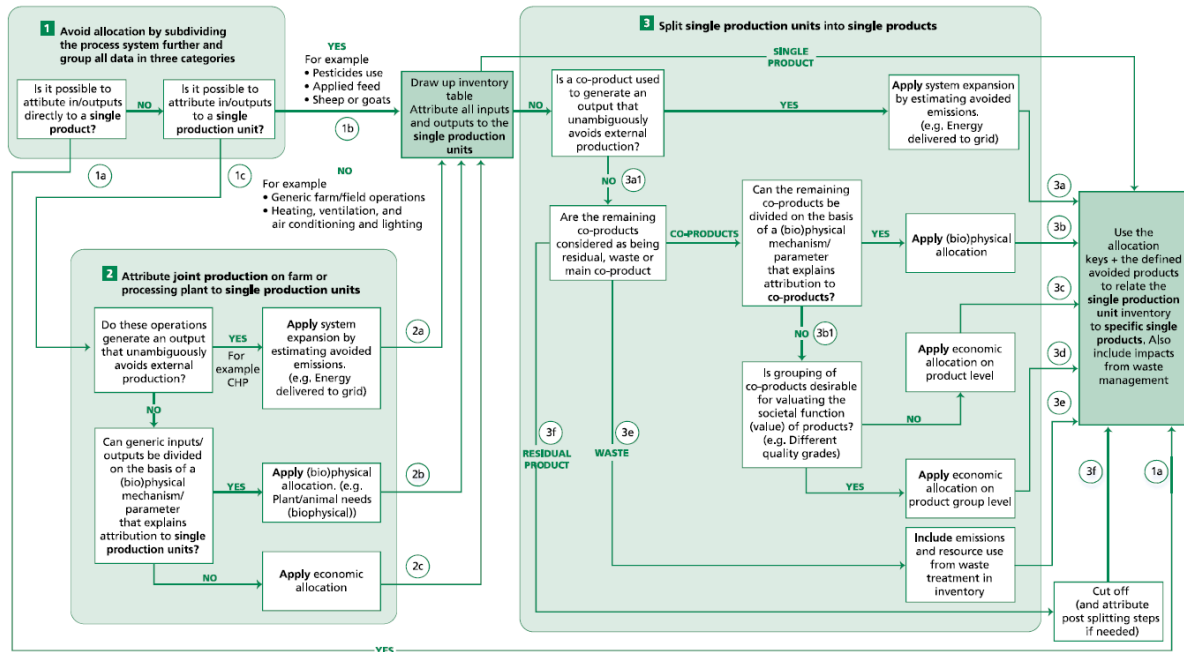 1 Avoid allocation by subdividing
the process system further and
group all data in three categories
Is it possible to
attibute in/outputs
directly to a single
product?
NO
Is it possible to
attribute in/outputs
to a single
production unit?
YES
For example
• Pesticides use
• Applied feed
• Sheep or goats
1b
1a
1c
NO
For example
• Generic farm/field operations
• Heating, ventilation, and
air conditioning and lighting
Draw up inventory
table
Attribute all inputs
and outputs to the
single production
units
2 Attribute joint production on farm or
processing plant to single production units
Do these operations
generate an output
that unambiguously
avoids external
production?
YES
For
example
CHP
Apply system
expansion by
estimating avoided
emissions.
(e.g. Energy
delivered to grid)
2a
NO
Can generic inputs/
outputs be divided
on the basis of a
(bio)physical
mechanism/
parameter
that explains
attribution to single
production units?
YES
Apply (bio)physical
allocation. (e.g.
Plant/animal needs
(biophysical))
2b
NO
Apply economic
allocation
2c
3 Split single production units into single products
SINGLE
PRODUCT
NO
Is a co-product used
to generate an
output that
unambiguously
avoids external
production?
YES
Apply system
expansion by
estimating avoided
emissions.
(e.g. Energy
delivered to grid)
3a
NO
3a1
Are the remaining
co-products
considered as being
residual, waste or
main co-product
CO-PRODUCTS
Can the remaining
co-products be
divided on the basis
of a (bio)physical
mechanism/
parameter
that explains
attribution to
co-products?
YES
Apply (bio)physical
allocation
3b
NO
3b1
Is grouping of
co-products desirable
for valuating the
societal function
(value) of products?
(e.g. Different
quality grades)
NO
Apply economic
allocation on
product level
3c
YES
Apply economic
allocation on
product group level
3d
3f
RESIDUAL
PRODUCT
3e
WASTE
Include emissions
and resource use
from waste
treatment in
inventory
3e
Cut off
(and attribute
post splitting steps
if needed)
3f
1a
Use the
allocation
keys + the defined
avoided products
to relate the
single production
unit inventory
to specific single
products. Also
include impacts
from waste
management
YES